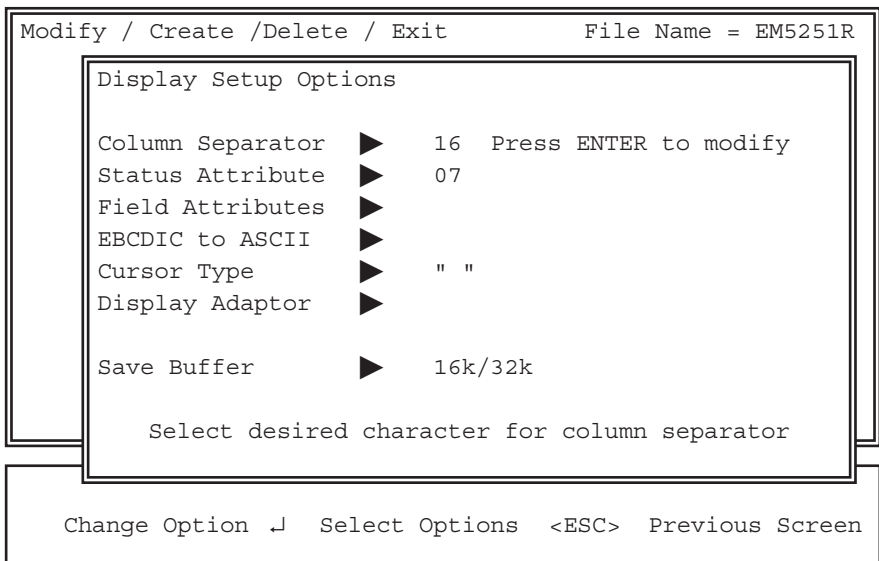 Modify / Create /Delete / Exit File Name = EM5251R
Display Setup Options
Column Separator ▶ 16 Press ENTER to modify
Status Attribute ▶ 07
Field Attributes ▶
EBCDIC to ASCII ▶
Cursor Type ▶ " "
Display Adaptor ▶
Save Buffer ▶ 16k/32k
Select desired character for column separator
Change Option ↵ Select Options <ESC> Previous Screen